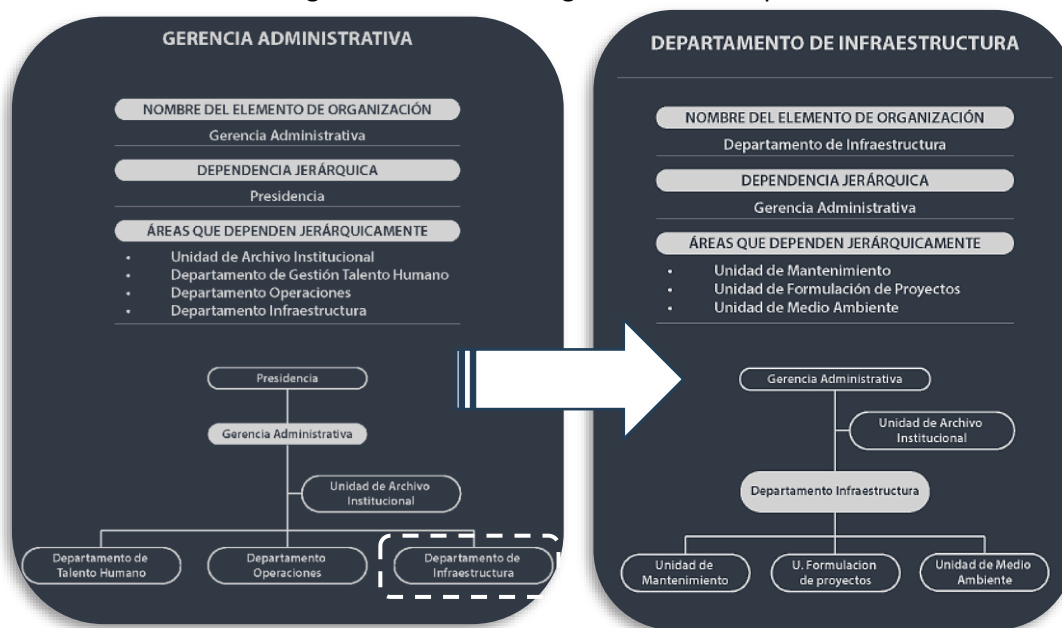 GERENCIA ADMINISTRATIVA
NOMBRE DEL ELEMENTO DE ORGANIZACIÓN
Gerencia Administrativa
DEPENDENCIA JERÁRQUICA
Presidencia
ÁREAS QUE DEPENDEN JERÁRQUICAMENTE
• Unidad de Archivo Institucional
• Departamento de Gestión Talento Humano
• Departamento Operaciones
• Departamento Infraestructura
Presidencia
Gerencia Administrativa
Unidad de Archivo
Institucional
Departamento de
Talento Humano
Departamento
Operaciones
Departamento de
Infraestructura
DEPARTAMENTO DE INFRAESTRUCTURA
NOMBRE DEL ELEMENTO DE ORGANIZACIÓN
Departamento de Infraestructura
DEPENDENCIA JERÁRQUICA
Gerencia Administrativa
ÁREAS QUE DEPENDEN JERÁRQUICAMENTE
• Unidad de Mantenimiento
• Unidad de Formulación de Proyectos
• Unidad de Medio Ambiente
Gerencia Administrativa
Unidad de Archivo
Institucional
Departamento Infraestructura
Unidad de
Mantenimiento
U. Formulacion
de proyectos
Unidad de Medio
Ambiente